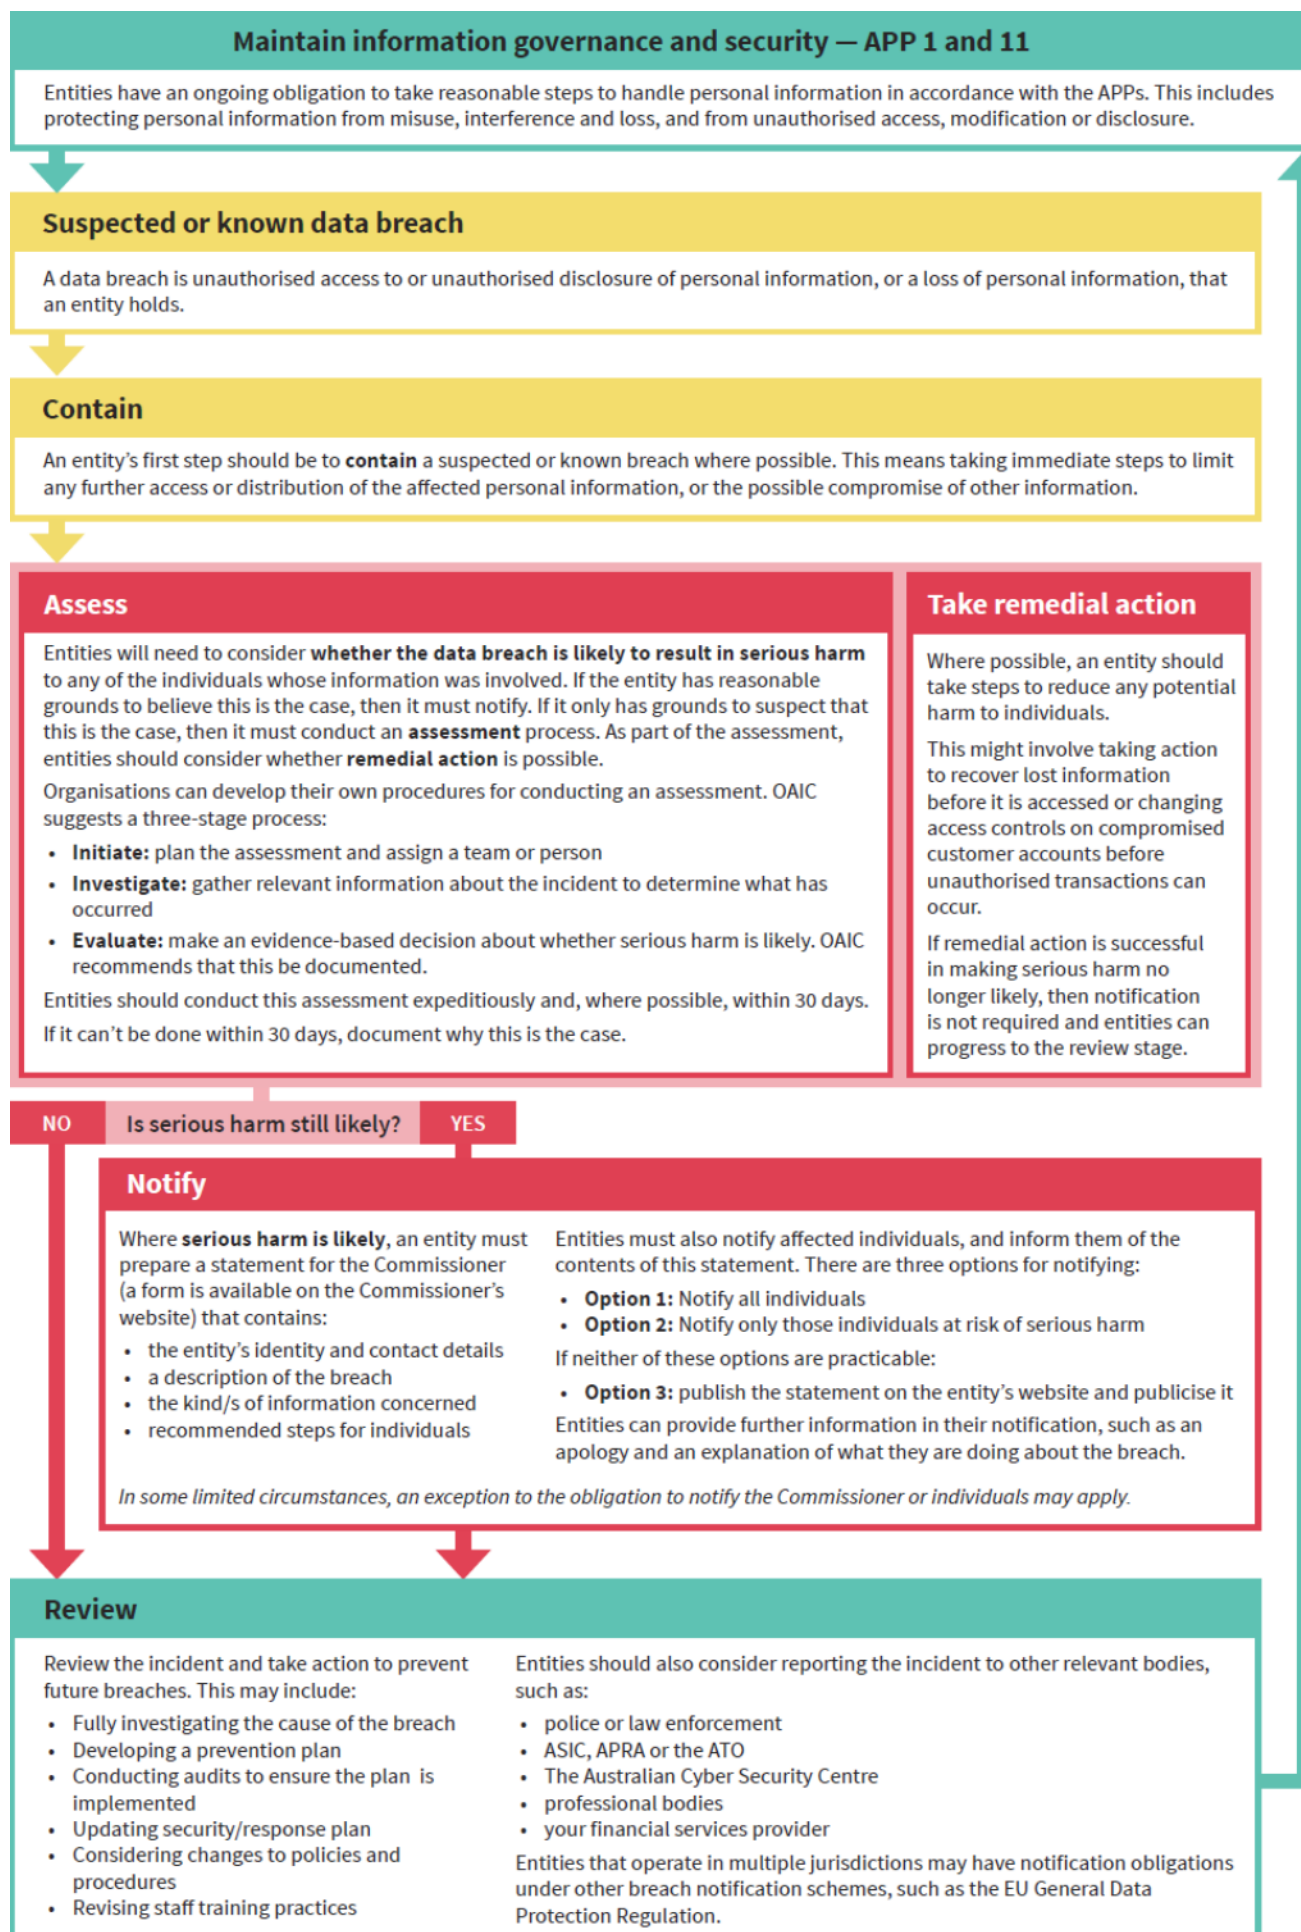 Maintain information governance and security — APP 1 and 11
Entities have an ongoing obligation to take reasonable steps to handle personal information in accordance with the APPs. This includes
protecting personal information from misuse, interference and loss, and from unauthorised access, modification or disclosure.
Suspected or known data breach
A data breach is unauthorised access to or unauthorised disclosure of personal information, or a loss of personal information, that
an entity holds.
Contain
An entity's first step should be to contain a suspected or known breach where possible. This means taking immediate steps to limit
any further access or distribution of the affected personal information, or the possible compromise of other information.
Assess
Entities will need to consider whether the data breach is likely to result in serious harm
to any of the individuals whose information was involved. If the entity has reasonable
grounds to believe this is the case, then it must notify. If it only has grounds to suspect that
this is the case, then it must conduct an assessment process. As part of the assessment,
entities should consider whether remedial action is possible.
Organisations can develop their own procedures for conducting an assessment. OAIC
suggests a three-stage process:
• Initiate: plan the assessment and assign a team or person
• Investigate: gather relevant information about the incident to determine what has
occurred
• Evaluate: make an evidence-based decision about whether serious harm is likely. OAIC
recommends that this be documented.
Entities should conduct this assessment expeditiously and, where possible, within 30 days.
If it can't be done within 30 days, document why this is the case.
Take remedial action
Where possible, an entity should
take steps to reduce any potential
harm to individuals.
This might involve taking action
to recover lost information
before it is accessed or changing
access controls on compromised
customer accounts before
unauthorised transactions can
occur.
If remedial action is successful
in making serious harm no
longer likely, then notification
is not required and entities can
progress to the review stage.
NO
Is serious harm still likely?
YES
Notify
Where serious harm is likely, an entity must
prepare a statement for the Commissioner
(a form is available on the Commissioner's
website) that contains:
• the entity's identity and contact details
• a description of the breach
• the kind/s of information concerned
• recommended steps for individuals
Entities must also notify affected individuals, and inform them of the
contents of this statement. There are three options for notifying:
• Option 1: Notify all individuals
• Option 2: Notify only those individuals at risk of serious harm
If neither of these options are practicable:
• Option 3: publish the statement on the entity's website and publicise it
Entities can provide further information in their notification, such as an
apology and an explanation of what they are doing about the breach.
In some limited circumstances, an exception to the obligation to notify the Commissioner or individuals may apply.
Review
Review the incident and take action to prevent
future breaches. This may include:
• Fully investigating the cause of the breach
• Developing a prevention plan
• Conducting audits to ensure the plan is
implemented
• Updating security/response plan
• Considering changes to policies and
procedures
• Revising staff training practices
Entities should also consider reporting the incident to other relevant bodies,
such as:
• police or law enforcement
• ASIC, APRA or the ATO
• The Australian Cyber Security Centre
• professional bodies
• your financial services provider
Entities that operate in multiple jurisdictions may have notification obligations
under other breach notification schemes, such as the EU General Data
Protection Regulation.